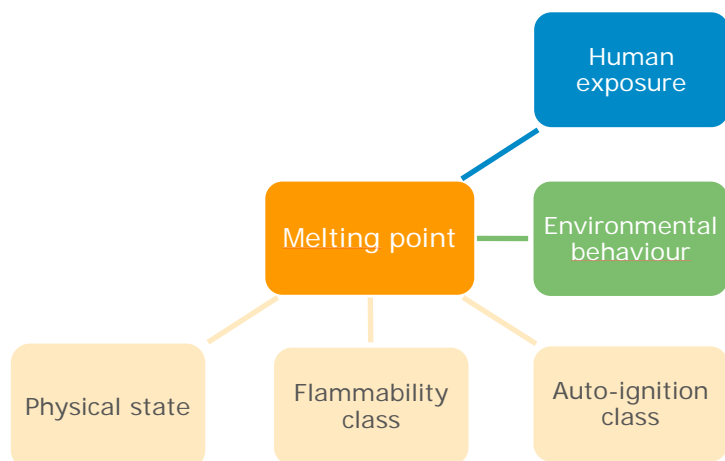 Human
exposure
Melting point
Environmental
behaviour
Physical state
Flammability
class
Auto-ignition
class